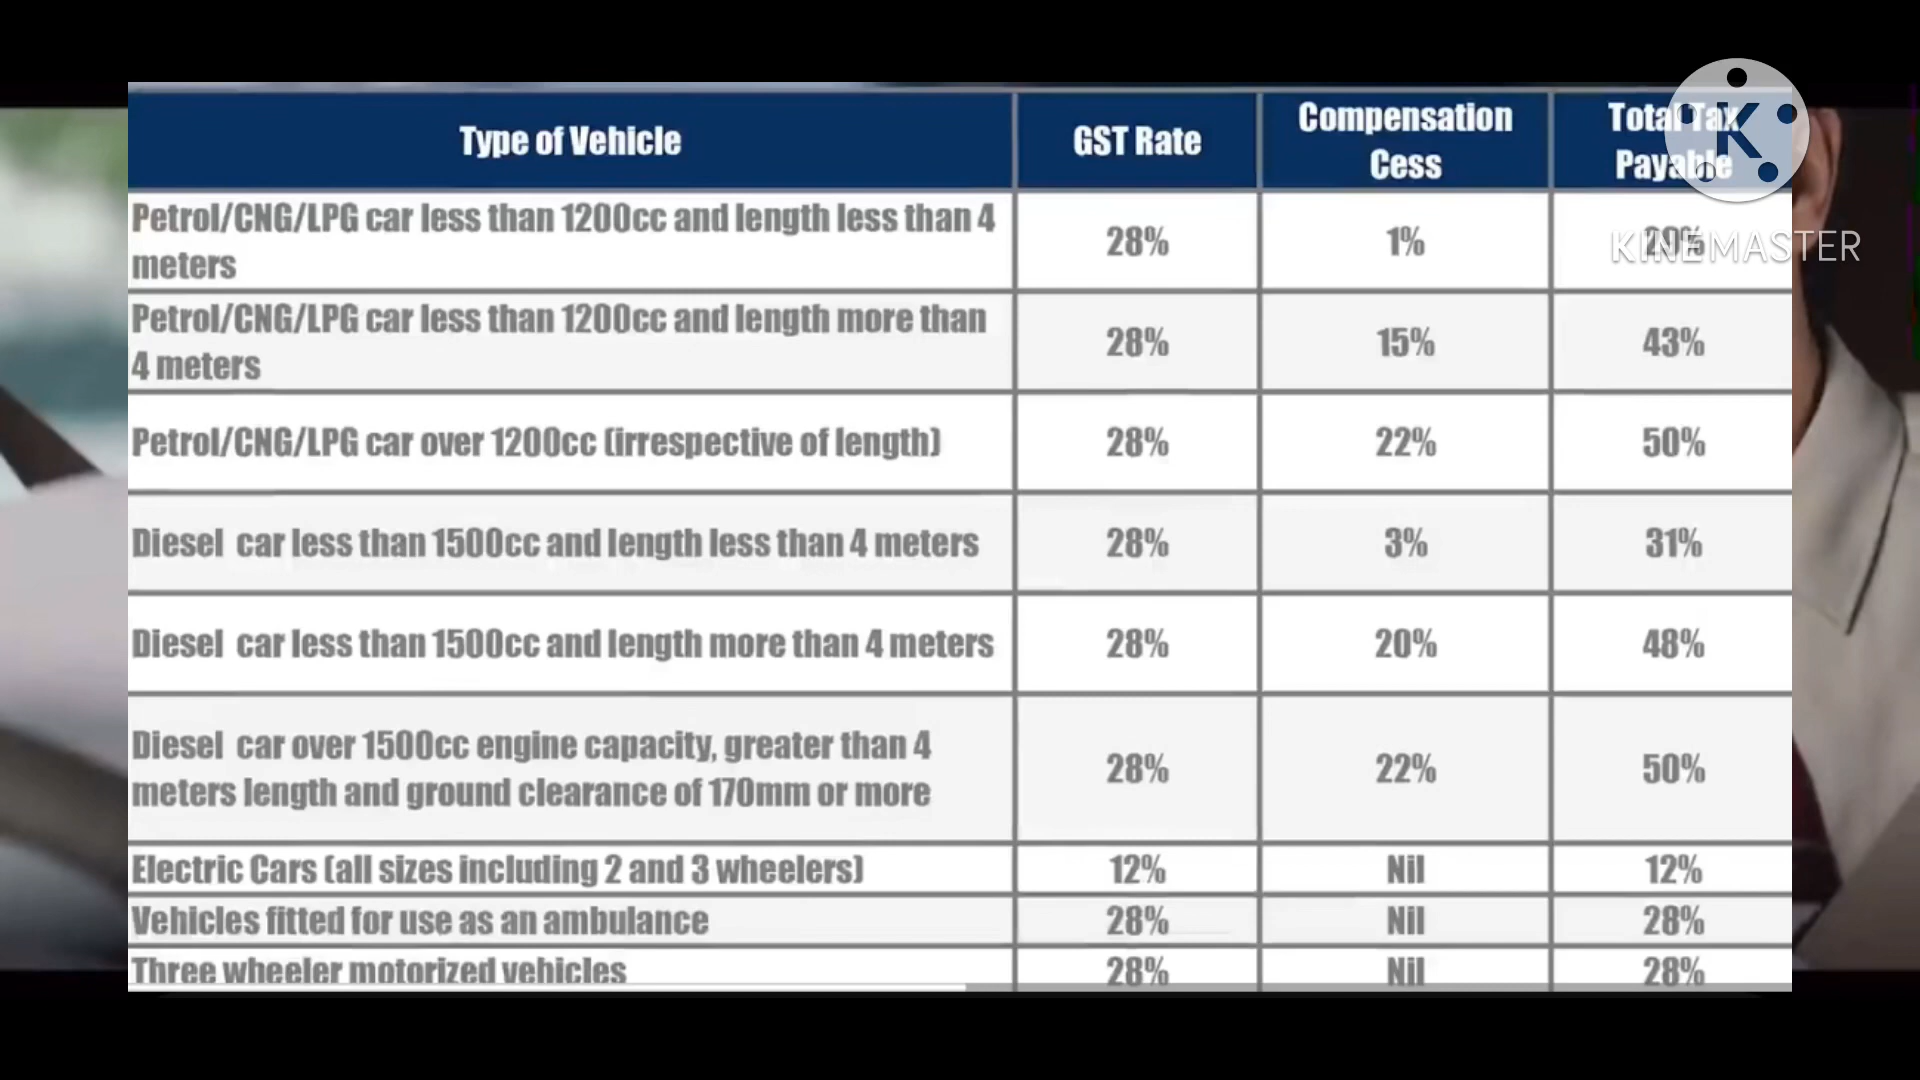 Type of Vehicle
GST Rate
Compensation
Cess
Total Tax
Payable
K
KINEMASTER
Petrol/CNG/LPG car less than 1200cc and length less than 4
meters
28%
1%
29%
Petrol/CNG/LPG car less than 1200cc and length more than
4 meters
28%
15%
43%
Petrol/CNG/LPG car over 1200cc (irrespective of length)
28%
22%
50%
Diesel car less than 1500cc and length less than 4 meters
28%
3%
31%
Diesel car less than 1500cc and length more than 4 meters
28%
20%
48%
Diesel car over 1500cc engine capacity, greater than 4
meters length and ground clearance of 170mm or more
28%
22%
50%
Electric Cars (all sizes including 2 and 3 wheelers)
12%
Nil
12%
Vehicles fitted for use as an ambulance
28%
Nil
28%
Three wheeler motorized vehicles
28%
Nil
28%